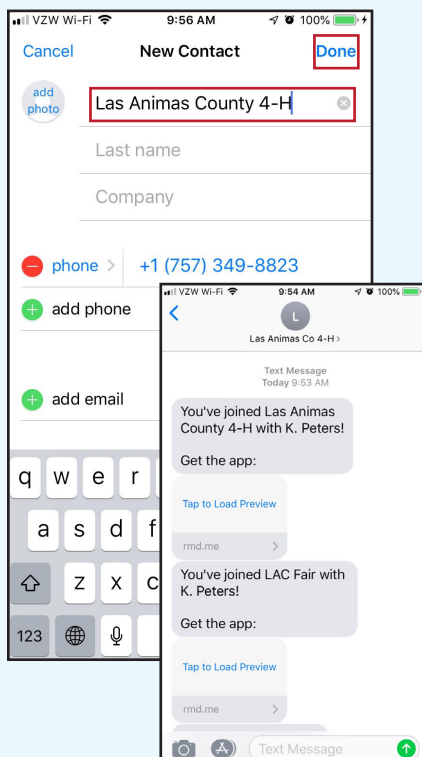 VZW Wi-Fi 9:56 AM 100%
Cancel New Contact Done
add
photo
Las Animas County 4-H
Last name
Company
phone > +1 (757) 349-8823
add phone
add email
q w e r
a s d f
z x c
123
VZW Wi-Fi 9:54 AM 100%
L
Las Animas Co 4-H >
Text Message
Today 9:53 AM
You've joined Las Animas
County 4-H with K. Peters!
Get the app:
Tap to Load Preview
rmd.me >
You've joined LAC Fair with
K. Peters!
Get the app:
Tap to Load Preview
rmd.me >
Text Message